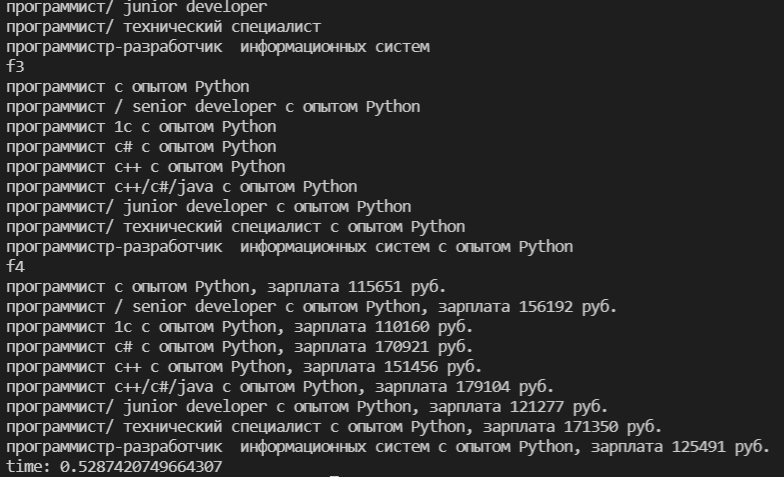 программист/ junior developer
программист/ технический специалист
программистр-разработчик  информационных систем
f3
программист с опытом Python
программист / senior developer с опытом Python
программист 1с с опытом Python
программист c# с опытом Python
программист c++ с опытом Python
программист c++/c#/java с опытом Python
программист/ junior developer с опытом Python
программист/ технический специалист с опытом Python
программистр-разработчик  информационных систем с опытом Python
f4
программист с опытом Python, зарплата 115651 руб.
программист / senior developer с опытом Python, зарплата 156192 руб.
программист 1с с опытом Python, зарплата 110160 руб.
программист c# с опытом Python, зарплата 170921 руб.
программист c++ с опытом Python, зарплата 151456 руб.
программист c++/c#/java с опытом Python, зарплата 179104 руб.
программист/ junior developer с опытом Python, зарплата 121277 руб.
программист/ технический специалист с опытом Python, зарплата 171350 руб.
программистр-разработчик  информационных систем с опытом Python, зарплата 125491 руб.
time: 0.5287420749664307